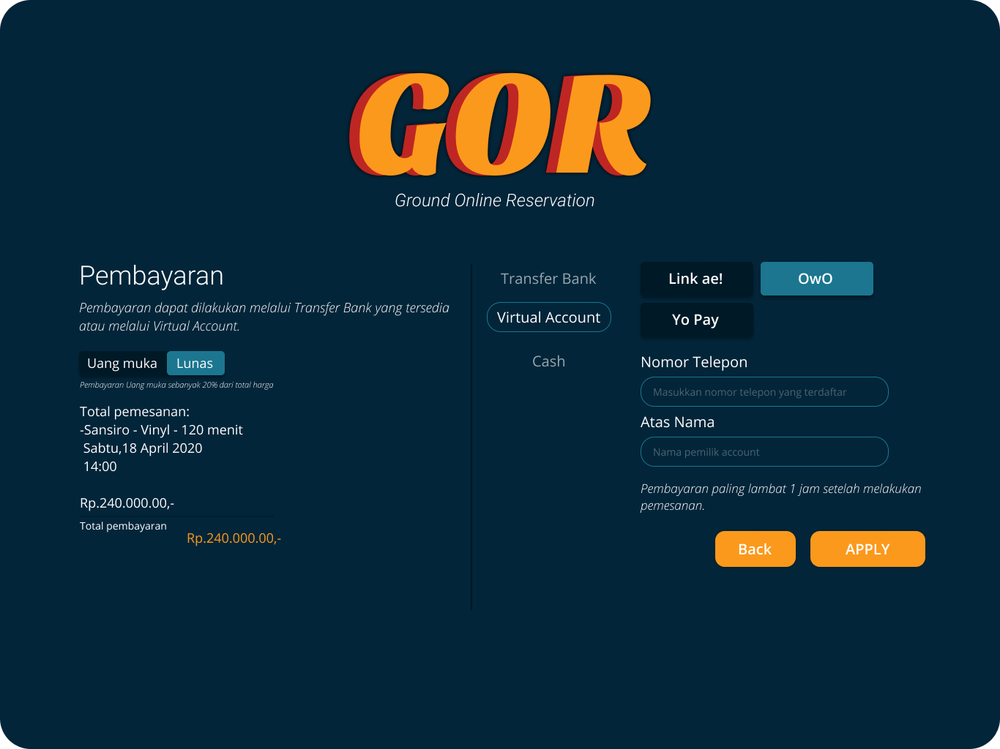 GOR
Ground Online Reservation
Pembayaran
Pembayaran dapat dilakukan melalui Transfer Bank yang tersedia
atau melalui Virtual Account.
Uang muka
Lunas
Pembayaran Uang muka sebanyak 20% dari total harga
Total pemesanan:
-Sansiro - Vinyl - 120 menit
Sabtu,18 April 2020
14:00
Rp.240.000.00,-
Total pembayaran
Rp.240.000.00,-
Transfer Bank
Virtual Account
Cash
Link ae!
OwO
Yo Pay
Nomor Telepon
Masukkan nomor telepon yang terdaftar
Atas Nama
Nama pemilik account
Pembayaran paling lambat 1 jam setelah melakukan
pemesanan.
Back
APPLY